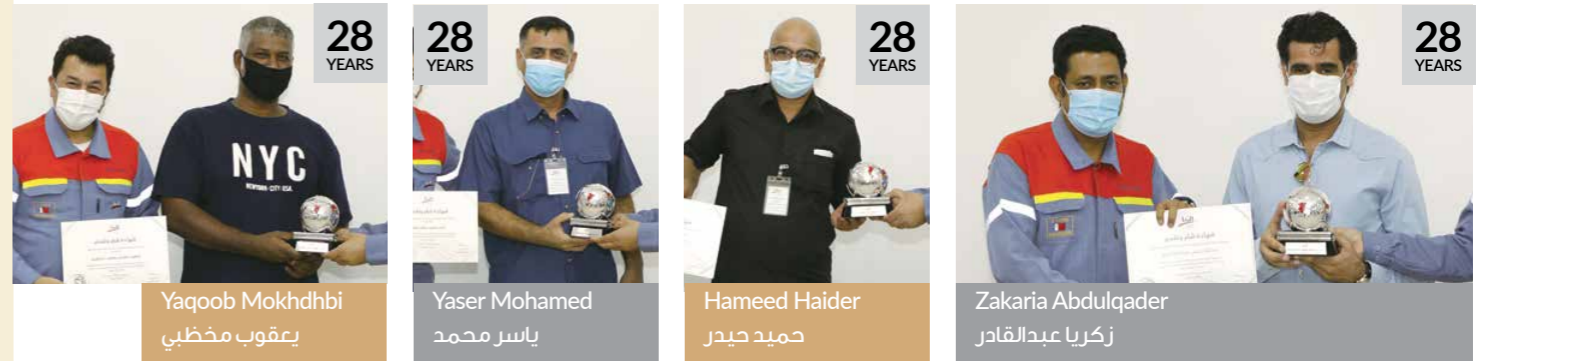 28
YEARS
NYC
Yaqoob Mokhdhbi
يعقوب مخظبي
28
YEARS
Yaser Mohamed
ياسر محمد
28
YEARS
Hameed Haider
حميد حيدر
28
YEARS
Zakaria Abdulqader
زكريا عبدالقادر